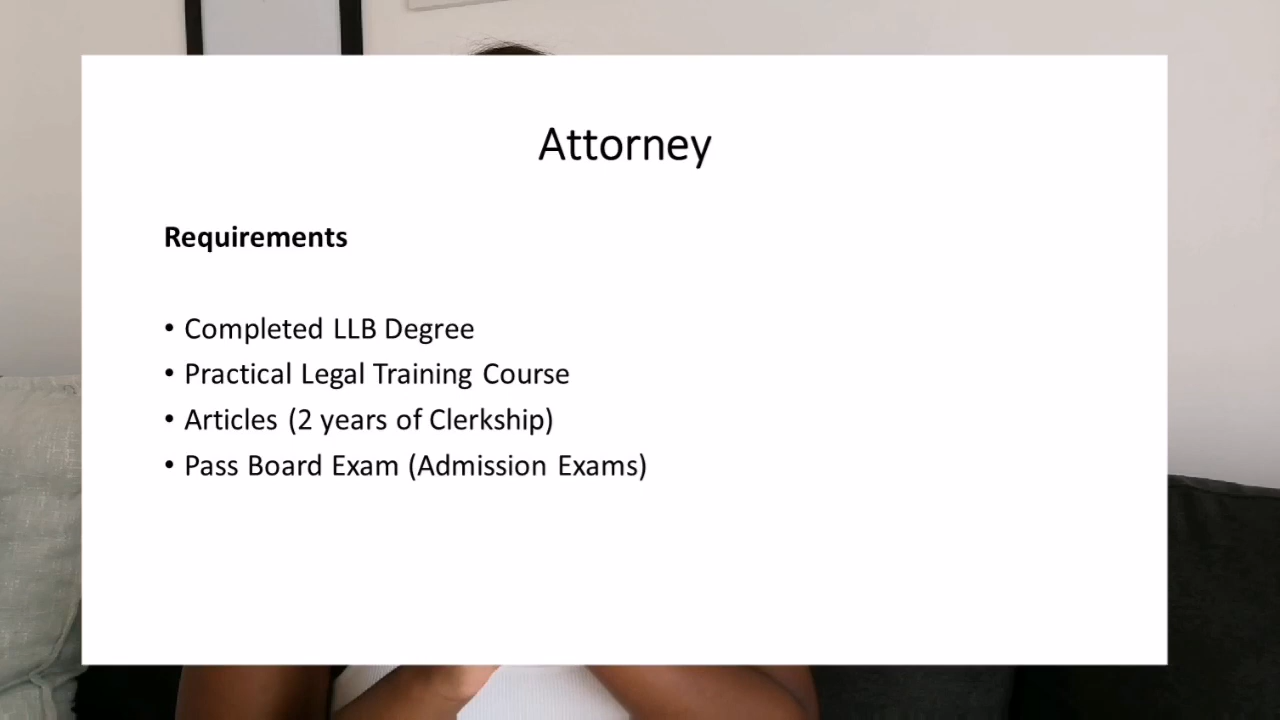 Attorney
Requirements
• Completed LLB Degree
• Practical Legal Training Course
• Articles (2 years of Clerkship)
• Pass Board Exam (Admission Exams)